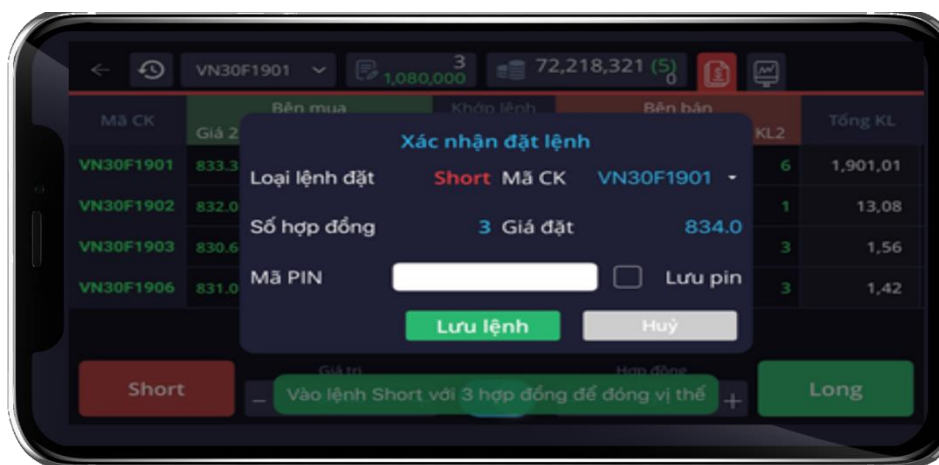 VN30F1901 3 1,080,000 72,218,321 (5) 0
Mã CK Bên mua Khớp lệnh Bên bán Tổng KL
Giá 2 KL2
Xác nhận đặt lệnh
VN30F1901 833.3 6 1,901,01
Loại lệnh đặt Short Mã CK VN30F1901
VN30F1902 832.0 1 13,08
Số hợp đồng 3 Giá đặt 834.0
VN30F1903 830.6 3 1,56
Mã PIN Lưu pin
VN30F1906 831.0 3 1,42
Lưu lệnh Huỷ
Giá trị Hợp đồng
Short Vào lệnh Short với 3 hợp đồng để đóng vị thế Long